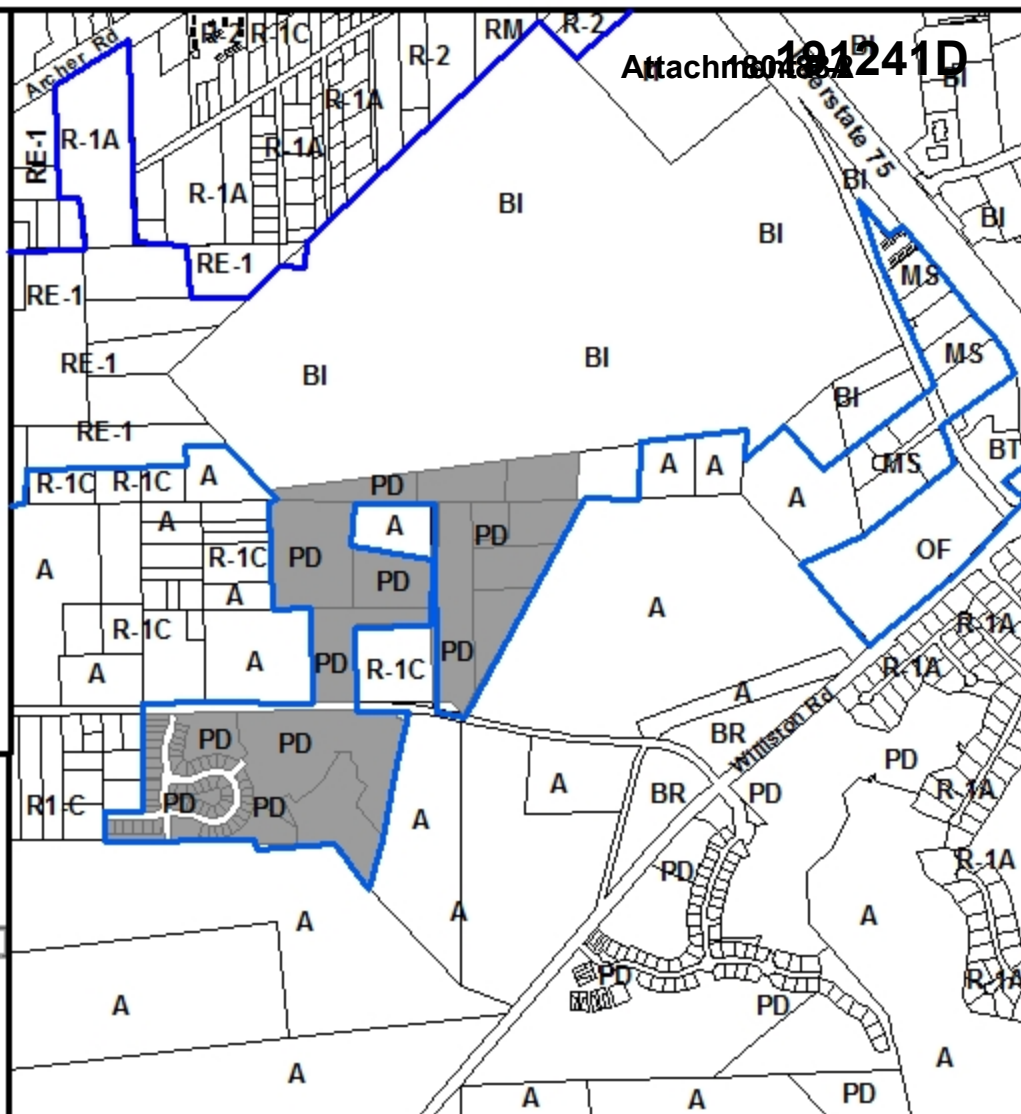 RM
R-2
R-2
R-1C
R-2
BI
191241D
Archer Rd
BI
R-1A
erstate 75
RE-1
R-1A
R-1A
R-1A
BI
BI
BI
BI
RE-1
MS
RE-1
MS
RE-1
BI
BI
BI
RE-1
BT
MS
R-1C
R-1C
A
PD
A
A
A
A
A
PD
A
PD
R-1C
PD
OF
A
A
R-1C
A
R-1A
A
A
PD
R-1C
PD
R-1A
A
BR
Williston Rd
PD
PD
PD
A
BR
PD
R-1A
R1-C
PD
PD
A
R-1A
PD
A
A
A
PD
R-1A
A
PD
A
A
A
A
PD